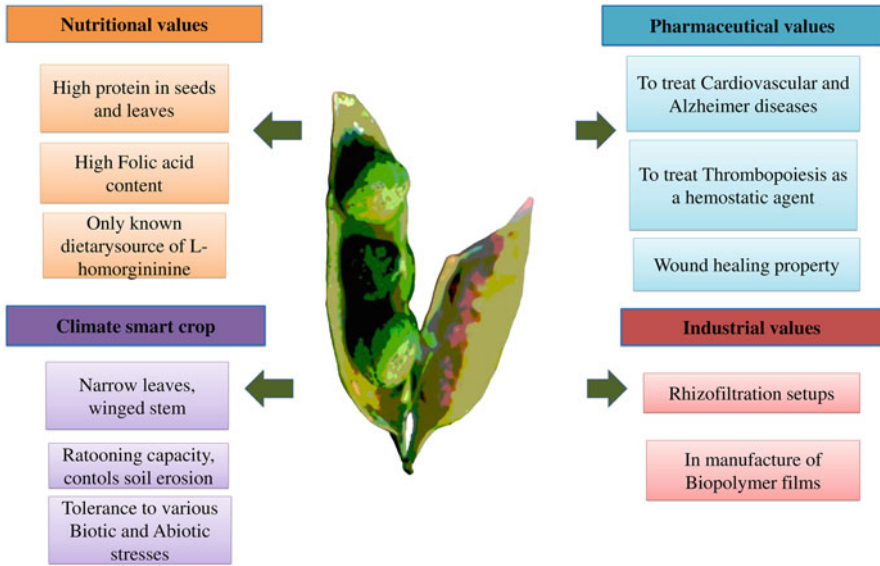 Nutritional values
High protein in seeds
and leaves
High Folic acid
content
Only known
dietarysource of L-
homorgininine
Climate smart crop
Narrow leaves,
winged stem
Ratooning capacity,
contols soil erosion
Tolerance to various
Biotic and Abiotic
stresses
Pharmaceutical values
To treat Cardiovascular and
Alzheimer diseases
To treat Thrombopoiesis as
a hemostatic agent
Wound healing property
Industrial values
Rhizofiltration setups
In manufacture of
Biopolymer films